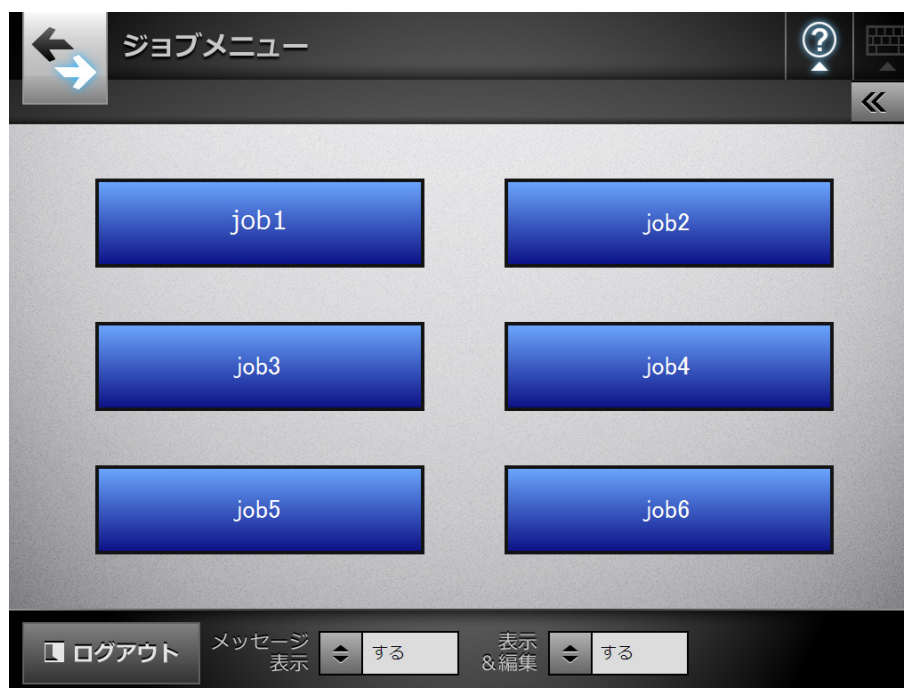 ジョブメニュー
job1
job2
job3
job4
job5
job6
ログアウト
メッセージ
表示
する
表示
&編集
する